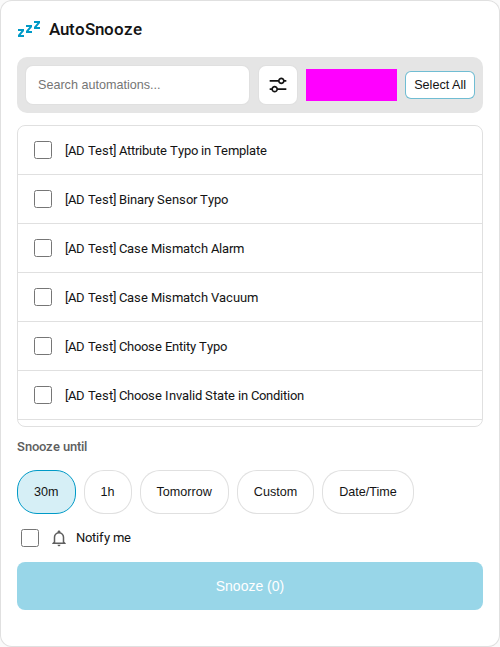 zzz AutoSnooze
Search automations...
Select All
[AD Test] Attribute Typo in Template
[AD Test] Binary Sensor Typo
[AD Test] Case Mismatch Alarm
[AD Test] Case Mismatch Vacuum
[AD Test] Choose Entity Typo
[AD Test] Choose Invalid State in Condition
Snooze until
30m 1h Tomorrow Custom Date/Time
Notify me
Snooze (0)